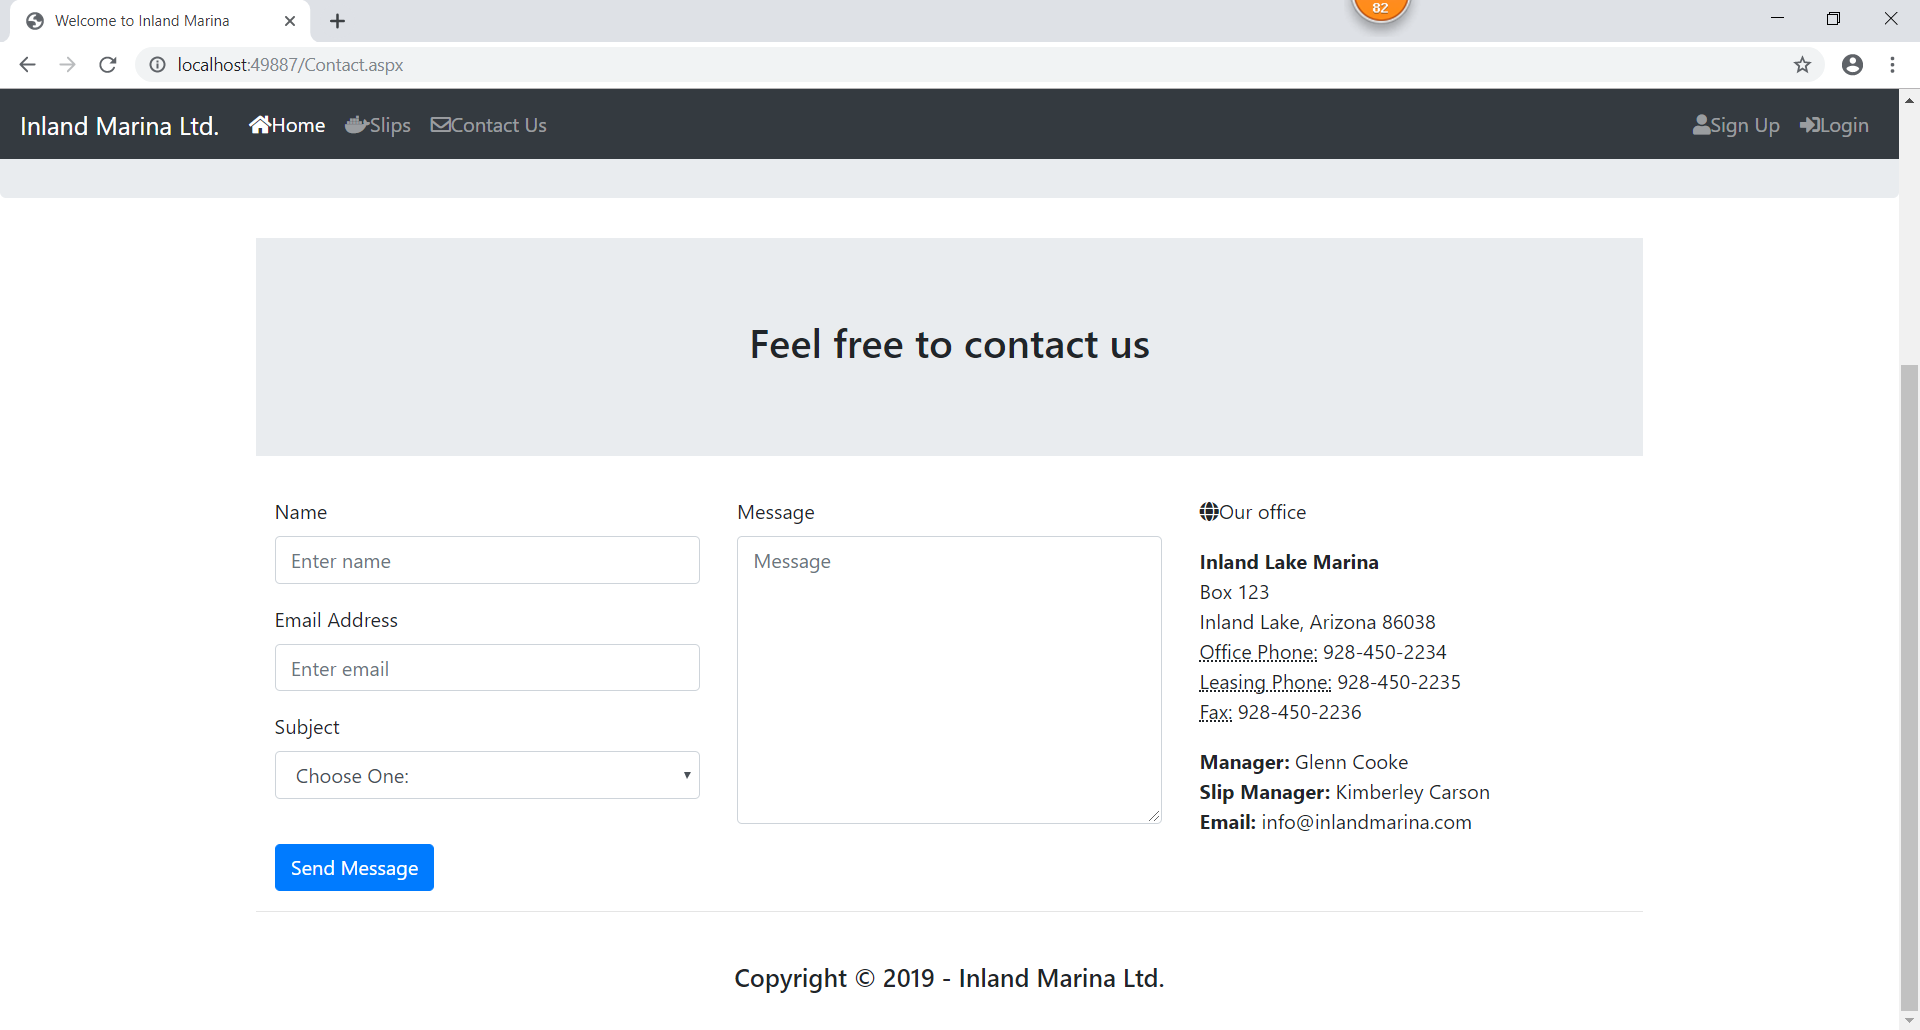 Welcome to Inland Marina
82
localhost:49887/Contact.aspx
Inland Marina Ltd. Home Slips Contact Us Sign Up Login
Feel free to contact us
Name
Enter name
Email Address
Enter email
Subject
Choose One:
Send Message
Message
Message
Our office
Inland Lake Marina
Box 123
Inland Lake, Arizona 86038
Office Phone: 928-450-2234
Leasing Phone: 928-450-2235
Fax: 928-450-2236
Manager: Glenn Cooke
Slip Manager: Kimberley Carson
Email: info@inlandmarina.com
Copyright © 2019 - Inland Marina Ltd.